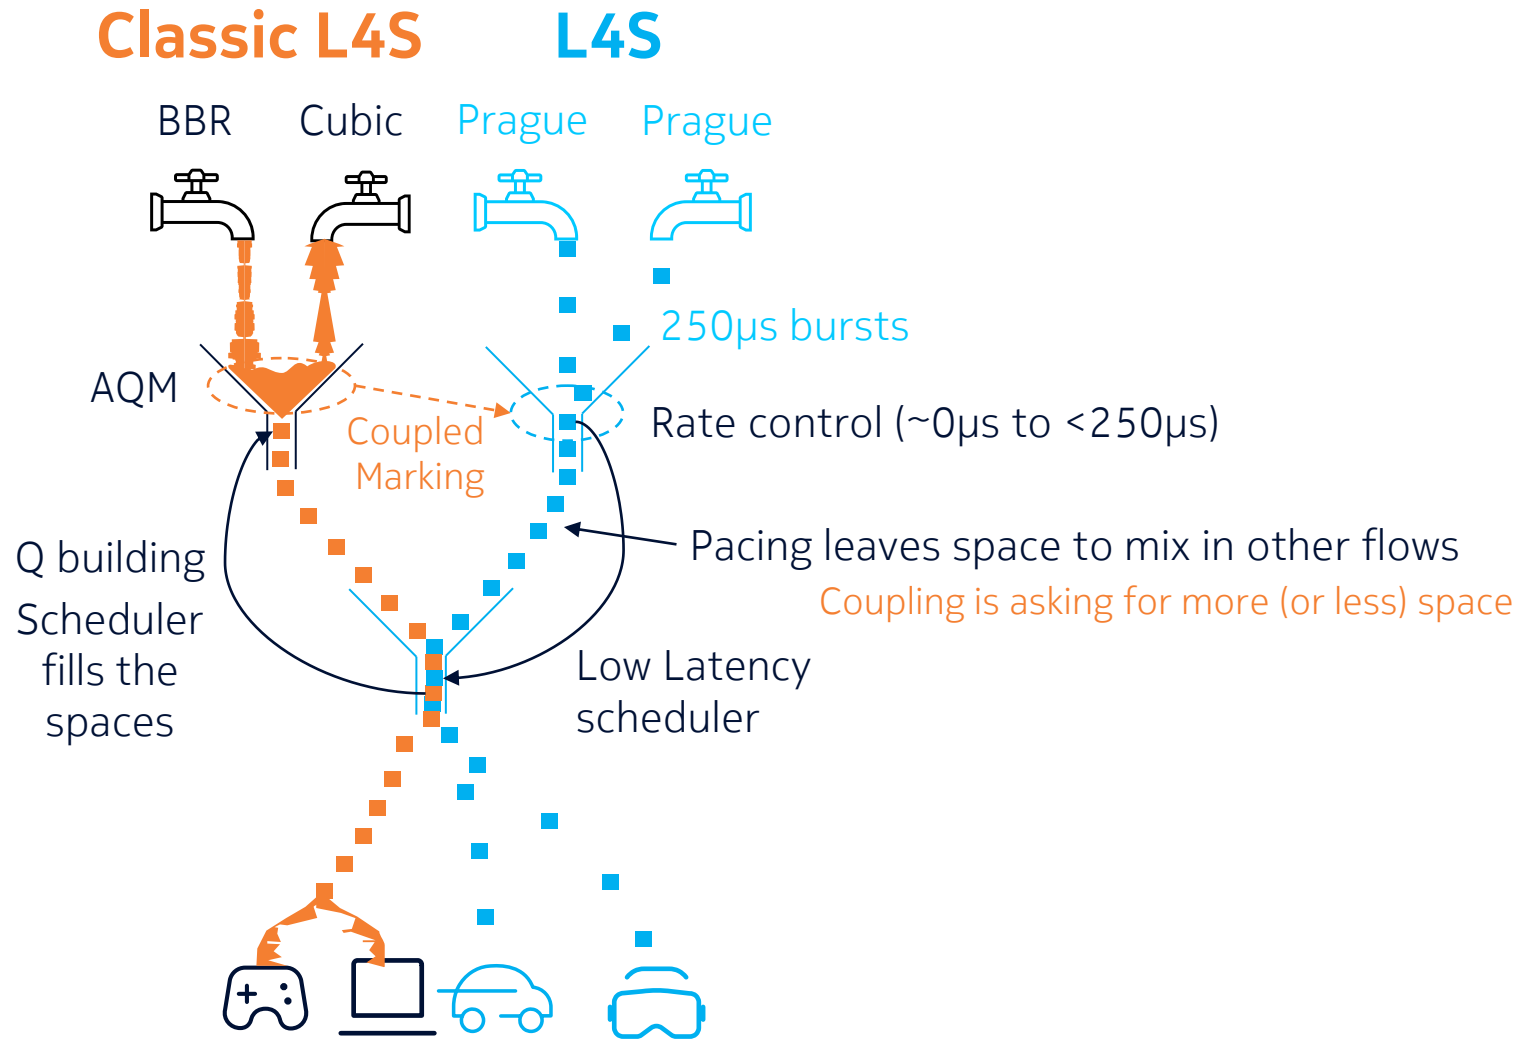 Classic L4S
L4S
BBR
Cubic
Prague
Prague
250µs bursts
AQM
Coupled
Marking
Rate control (~0µs to <250µs)
Q building
Scheduler
fills the
spaces
Pacing leaves space to mix in other flows
Coupling is asking for more (or less) space
Low Latency
scheduler